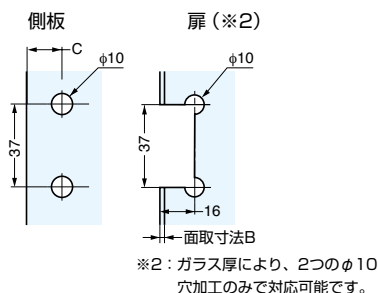 側板
扉（※2）
C
φ10
φ10
37
37
16
面取寸法B
※2：ガラス厚により、2つのφ10
穴加工のみで対応可能です。